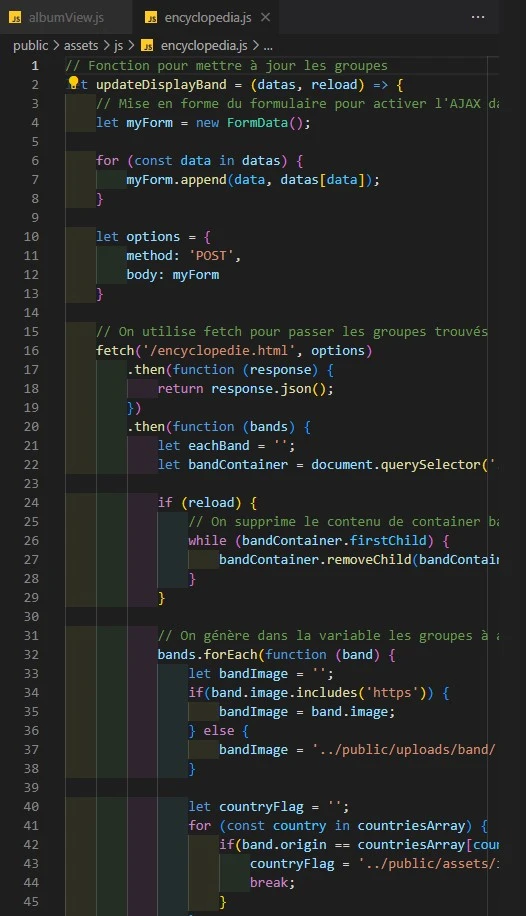 JS albumView.js
JS encyclopedia.js × ...
public > assets > js > JS encyclopedia.js > ...
1 // Fonction pour mettre à jour les groupes
2 let updateDisplayBand = (datas, reload) => {
3 // Mise en forme du formulaire pour activer l'AJAX da
4 let myForm = new FormData();
5
6 for (const data in datas) {
7 myForm.append(data, datas[data]);
8 }
9
10 let options = {
11 method: 'POST',
12 body: myForm
13 }
14
15 // On utilise fetch pour passer les groupes trouvés
16 fetch('/encyclopedie.html', options)
17 .then(function (response) {
18 return response.json();
19 })
20 .then(function (bands) {
21 let eachBand = '';
22 let bandContainer = document.querySelector('.
23
24 if (reload) {
25 // On supprime le contenu de container ba
26 while (bandContainer.firstChild) {
27 bandContainer.removeChild(bandContain
28 }
29 }
30
31 // On génère dans la variable les groupes à a
32 bands.forEach(function (band) {
33 let bandImage = '';
34 if(band.image.includes('https')) {
35 bandImage = band.image;
36 } else {
37 bandImage = '../public/uploads/band/
38 }
39
40 let countryFlag = '';
41 for (const country in countriesArray) {
42 if(band.origin == countriesArray[coun
43 countryFlag = '../public/assets/i
44 break;
45 }